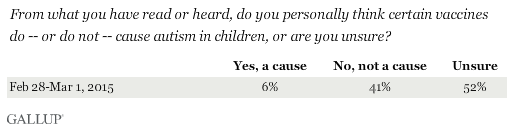 From what you have read or heard, do you personally think certain vaccines
do -- or do not -- cause autism in children, or are you unsure?
Yes, a cause No, not a cause Unsure
Feb 28-Mar 1, 2015 6% 41% 52%
GALLUP®